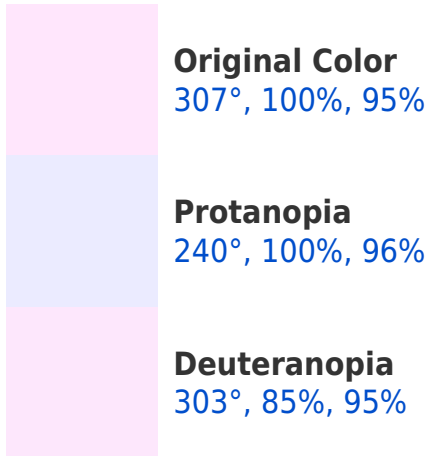 Original Color
307°, 100%, 95%
Protanopia
240°, 100%, 96%
Deuteranopia
303°, 85%, 95%